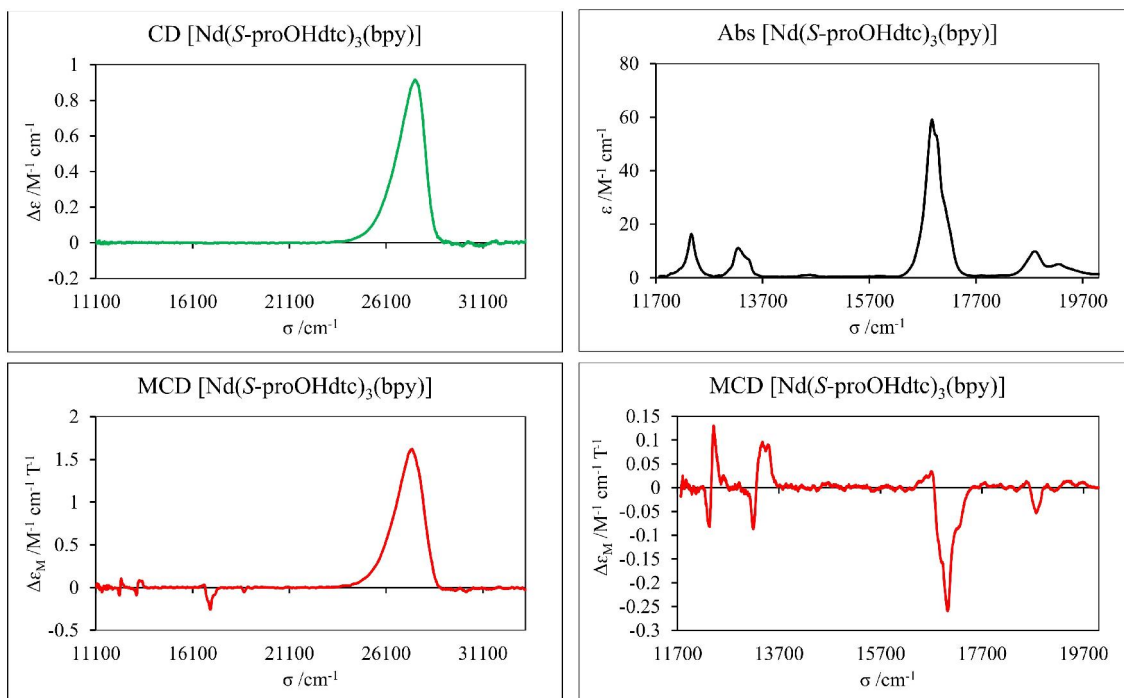 CD [Nd(S-proOHdtc)₃(bpy)]
Δε /M⁻¹ cm⁻¹
1
0.8
0.6
0.4
0.2
0
-0.2
11100 16100 21100 26100 31100
σ /cm⁻¹
Abs [Nd(S-proOHdtc)₃(bpy)]
ε /M⁻¹ cm⁻¹
80
60
40
20
0
11700 13700 15700 17700 19700
σ /cm⁻¹
MCD [Nd(S-proOHdtc)₃(bpy)]
Δε_M /M⁻¹ cm⁻¹ T⁻¹
2
1.5
1
0.5
0
-0.5
11100 16100 21100 26100 31100
σ /cm⁻¹
MCD [Nd(S-proOHdtc)₃(bpy)]
Δε_M /M⁻¹ cm⁻¹ T⁻¹
0.15
0.1
0.05
0
-0.05
-0.1
-0.15
-0.2
-0.25
-0.3
11700 13700 15700 17700 19700
σ /cm⁻¹